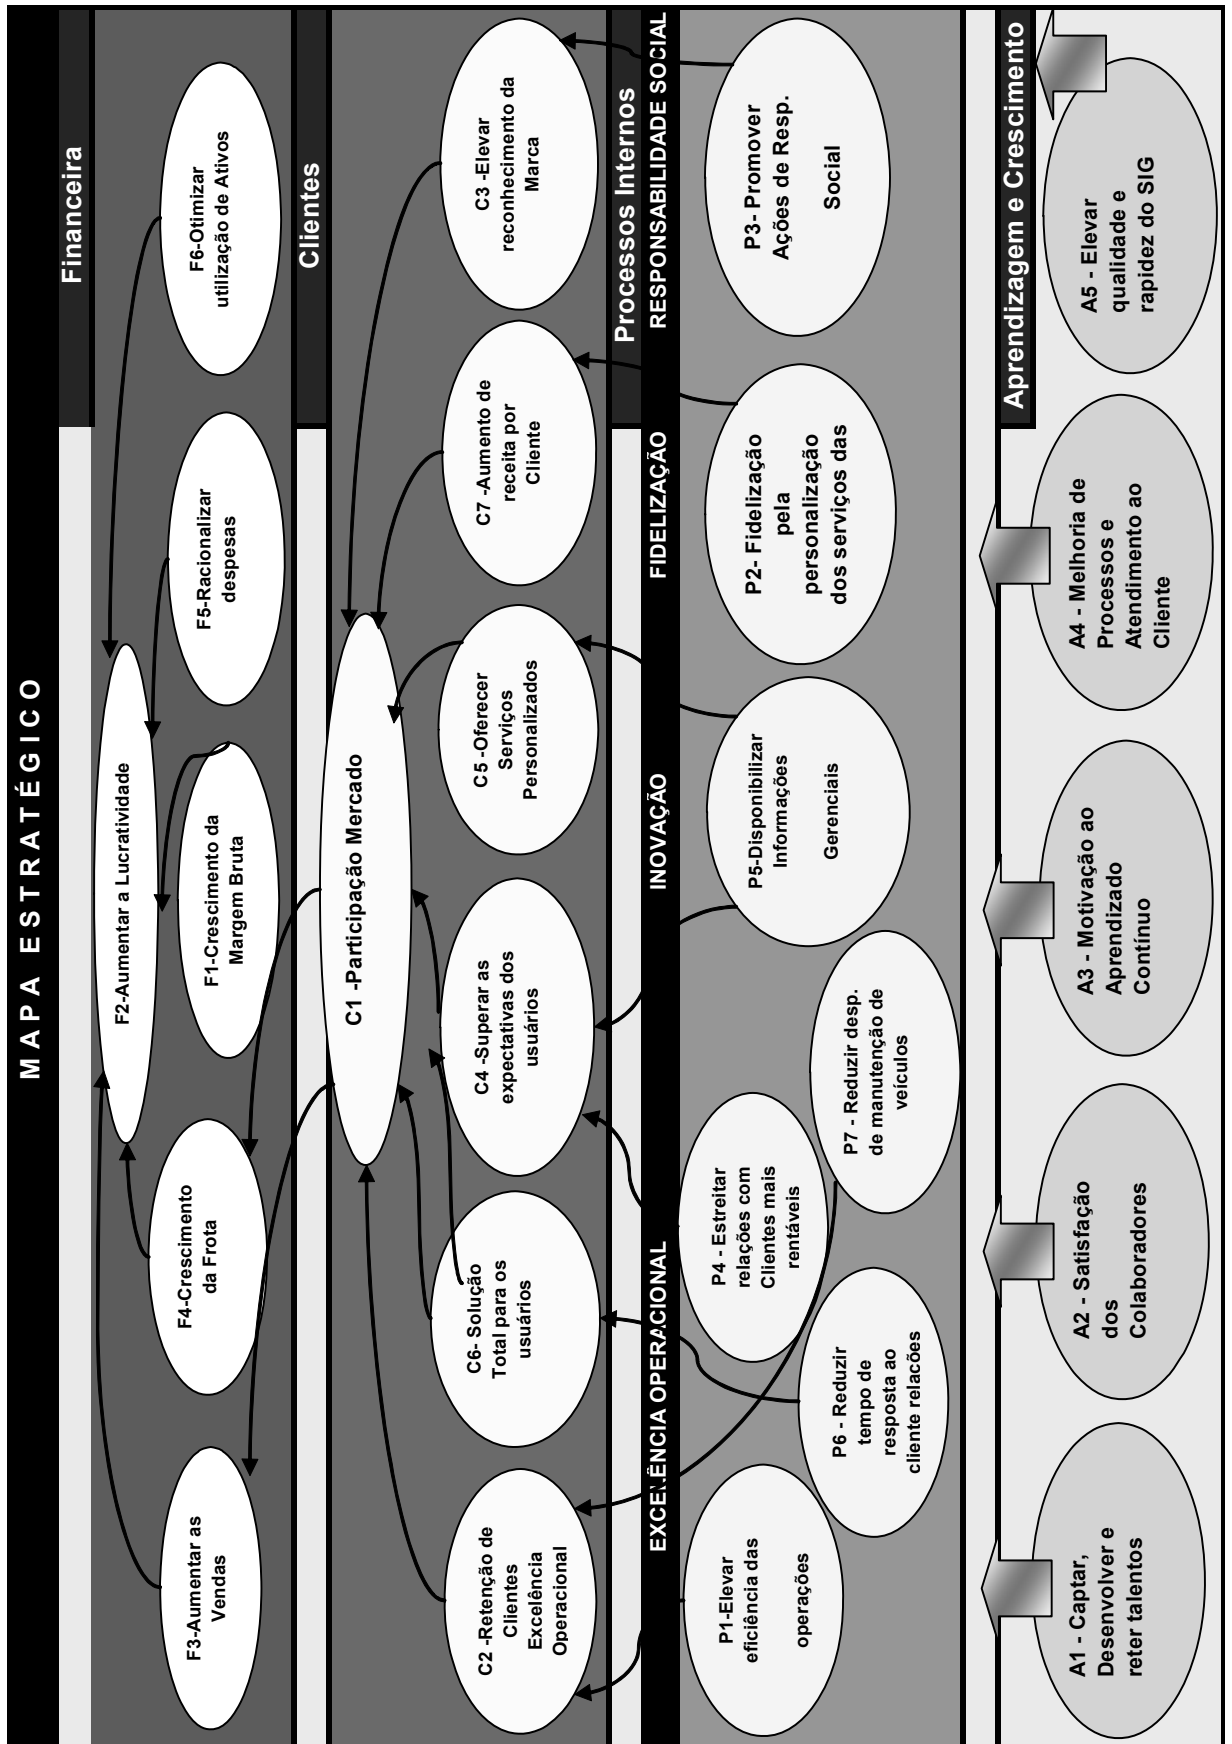 MAPA ESTRATÉGICO
Financeira
F2-Aumentar a Lucratividade
F3-Aumentar as
Vendas
F4-Crescimento
da Frota
F1-Crescimento da
Margem Bruta
F5-Racionalizar
despesas
F6-Otimizar
utilização de Ativos
Clientes
C1 -Participação Mercado
C2 -Retenção de
Clientes
Excelência
Operacional
C6- Solução
Total para os
usuários
C4 -Superar as
expectativas dos
usuários
C5 -Oferecer
Serviços
Personalizados
C7 -Aumento de
receita por
Cliente
C3 -Elevar
reconhecimento da
Marca
Processos Internos
EXCELÊNCIA OPERACIONAL
INOVAÇÃO
FIDELIZAÇÃO
RESPONSABILIDADE SOCIAL
P1-Elevar
eficiência das
operações
P6 - Reduzir
tempo de
resposta ao
cliente relacões
P4 - Estreitar
relações com
Clientes mais
rentáveis
P7 - Reduzir desp.
de manutenção de
veículos
P5-Disponibilizar
Informações
Gerenciais
P2- Fidelização
pela
personalização
dos serviços das
P3- Promover
Ações de Resp.
Social
Aprendizagem e Crescimento
A1 - Captar,
Desenvolver e
reter talentos
A2 - Satisfação
dos
Colaboradores
A3 - Motivação ao
Aprendizado
Contínuo
A4 - Melhoria de
Processos e
Atendimento ao
Cliente
A5 - Elevar
qualidade e
rapidez do SIG